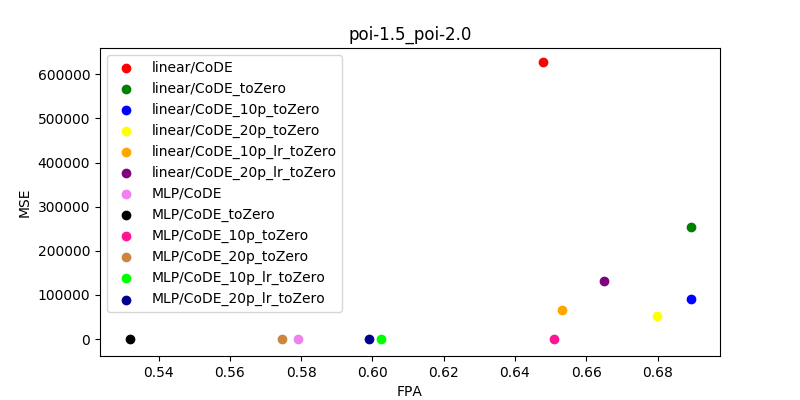 poi-1.5_poi-2.0
600000
500000
400000
300000
200000
100000
0
MSE
linear/CoDE
linear/CoDE_toZero
linear/CoDE_10p_toZero
linear/CoDE_20p_toZero
linear/CoDE_10p_lr_toZero
linear/CoDE_20p_lr_toZero
MLP/CoDE
MLP/CoDE_toZero
MLP/CoDE_10p_toZero
MLP/CoDE_20p_toZero
MLP/CoDE_10p_lr_toZero
MLP/CoDE_20p_lr_toZero
0.54 0.56 0.58 0.60 0.62 0.64 0.66 0.68
FPA